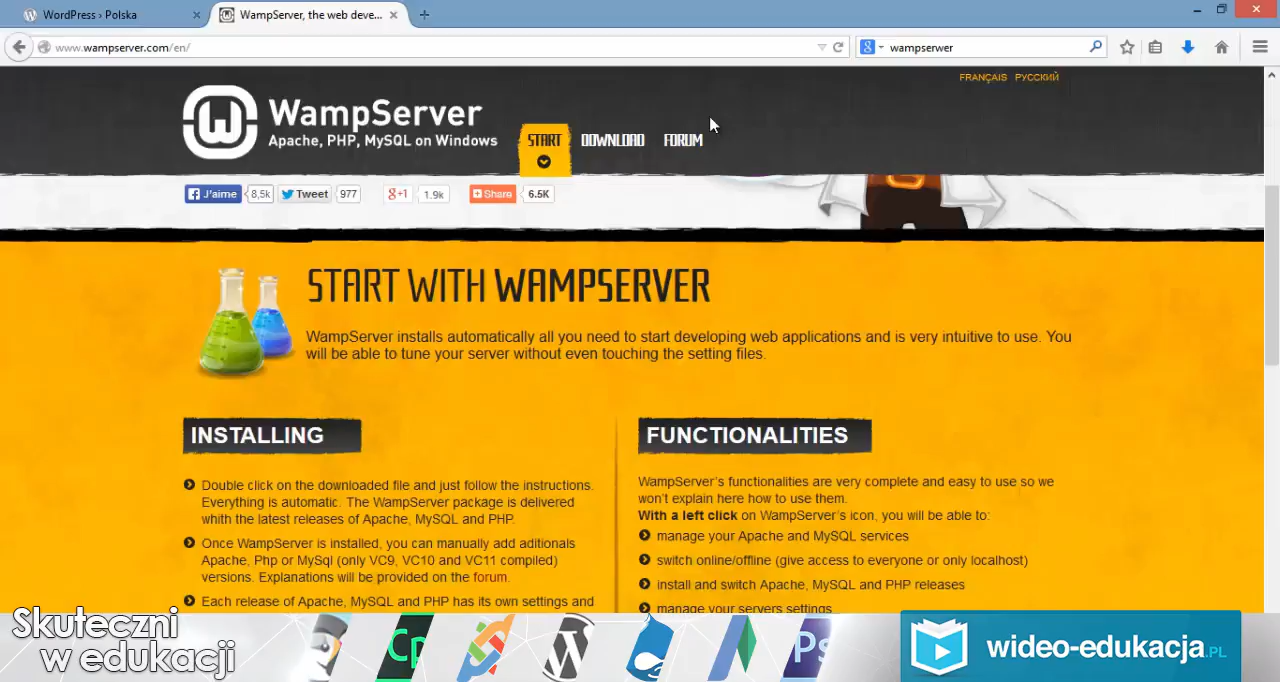 WordPress › Polska
WampServer, the web deve...
www.wampserver.com/en/
wampserwer
FRANÇAIS РУССКИЙ
WampServer
Apache, PHP, MySQL on Windows
START DOWNLOAD FORUM
J'aime 8,5k Tweet 977 g+1 1.9k Share 6.5K
START WITH WAMPSERVER
WampServer installs automatically all you need to start developing web applications and is very intuitive to use. You
will be able to tune your server without even touching the setting files.
INSTALLING
Double click on the downloaded file and just follow the instructions.
Everything is automatic. The WampServer package is delivered
whith the latest releases of Apache, MySQL and PHP.
Once WampServer is installed, you can manually add aditionals
Apache, Php or MySql (only VC9, VC10 and VC11 compiled)
versions. Explanations will be provided on the forum.
Each release of Apache, MySQL and PHP has its own settings and
FUNCTIONALITIES
WampServer's functionalities are very complete and easy to use so we
won't explain here how to use them.
With a left click on WampServer's icon, you will be able to:
manage your Apache and MySQL services
switch online/offline (give access to everyone or only localhost)
install and switch Apache, MySQL and PHP releases
manage your servers settings
Skuteczni
w edukacji
Cp
Ps
wideo-edukacja.PL